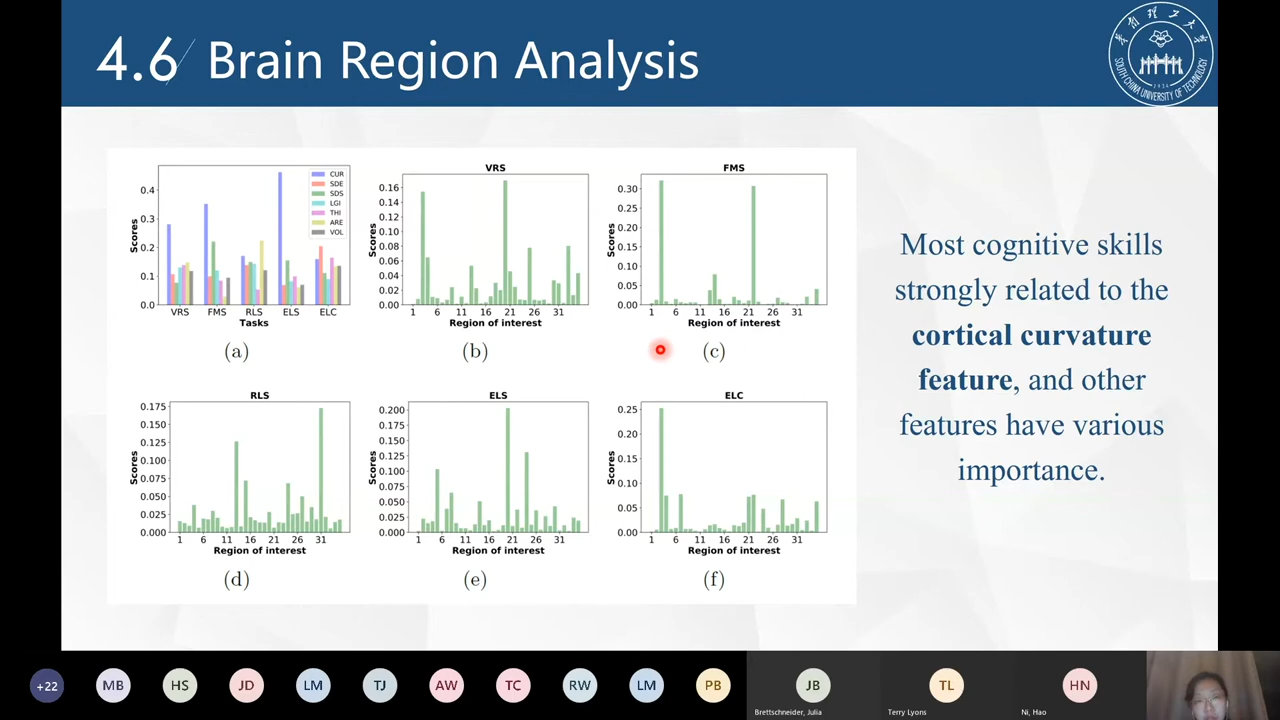 4.6 Brain Region Analysis
SOUTH CHINA UNIVERSITY OF TECHNOLOGY
1934
Scores
0.4
0.3
0.2
0.1
0.0
CUR
SDE
SDS
LGI
THI
ARE
VOL
VRS FMS RLS ELS ELC
Tasks
(a)
VRS
Scores
0.16
0.14
0.12
0.10
0.08
0.06
0.04
0.02
0.00
1 6 11 16 21 26 31
Region of interest
(b)
FMS
Scores
0.30
0.25
0.20
0.15
0.10
0.05
0.00
1 6 11 16 21 26 31
Region of interest
(c)
Most cognitive skills
strongly related to the
cortical curvature
feature, and other
features have various
importance.
RLS
Scores
0.175
0.150
0.125
0.100
0.075
0.050
0.025
0.000
1 6 11 16 21 26 31
Region of interest
(d)
ELS
Scores
0.200
0.175
0.150
0.125
0.100
0.075
0.050
0.025
0.000
1 6 11 16 21 26 31
Region of interest
(e)
ELC
Scores
0.25
0.20
0.15
0.10
0.05
0.00
1 6 11 16 21 26 31
Region of interest
(f)
+22 MB HS JD LM TJ AW TC RW LM PB JB TL HN
Brettschneider, Julia Terry Lyons Ni, Hao